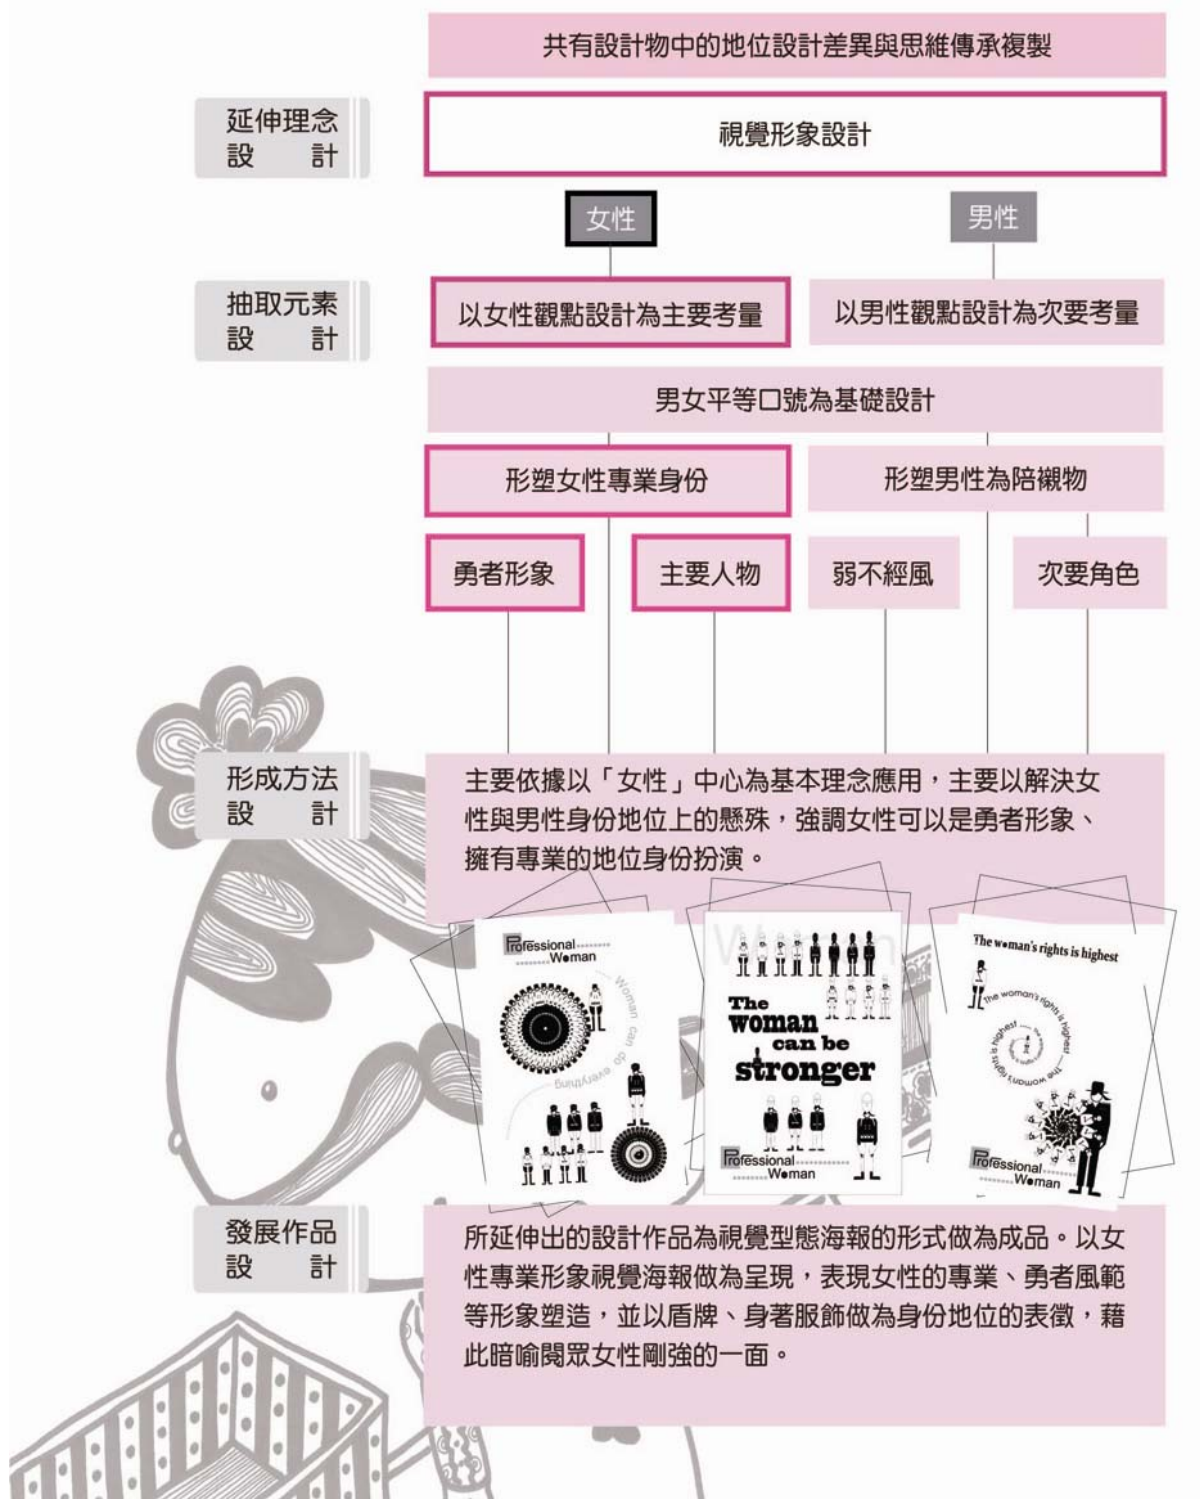 共有設計物中的地位設計差異與思維傳承複製
延伸理念
設 計
視覺形象設計
女性
男性
抽取元素
設 計
以女性觀點設計為主要考量
以男性觀點設計為次要考量
男女平等口號為基礎設計
形塑女性專業身份
形塑男性為陪襯物
勇者形象
主要人物
弱不經風
次要角色
形成方法
設 計
主要依據以「女性」中心為基本理念應用，主要以解決女
性與男性身份地位上的懸殊，強調女性可以是勇者形象、
擁有專業的地位身份扮演。
Professional
Woman
Woman can do everything
Woman
The
woman
can be
stronger
Professional
Woman
The woman's rights is highest
The woman's rights is highest
The woman's rights is highest
Professional
Woman
發展作品
設 計
所延伸出的設計作品為視覺型態海報的形式做為成品。以女
性專業形象視覺海報做為呈現，表現女性的專業、勇者風範
等形象塑造，並以盾牌、身著服飾做為身份地位的表徵，藉
此暗喻閱眾女性剛強的一面。